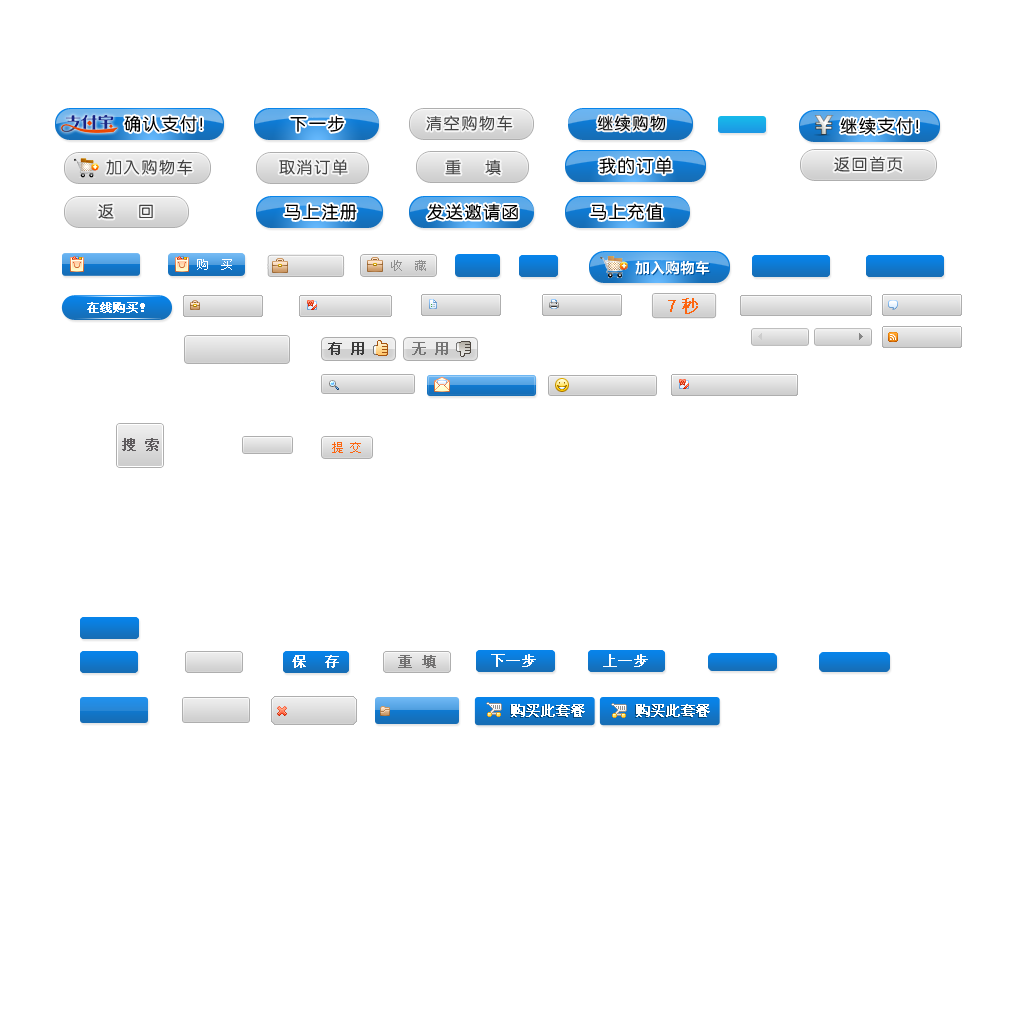 支付宝 确认支付! 下一步 清空购物车 继续购物 ¥ 继续支付!
加入购物车 取消订单 重 填 我的订单 返回首页
返 回 马上注册 发送邀请函 马上充值
购 买 收 藏 加入购物车
在线购买! 7 秒
有 用 无 用
搜 索 提 交
保 存 重 填 下一步 上一步
购买此套餐 购买此套餐